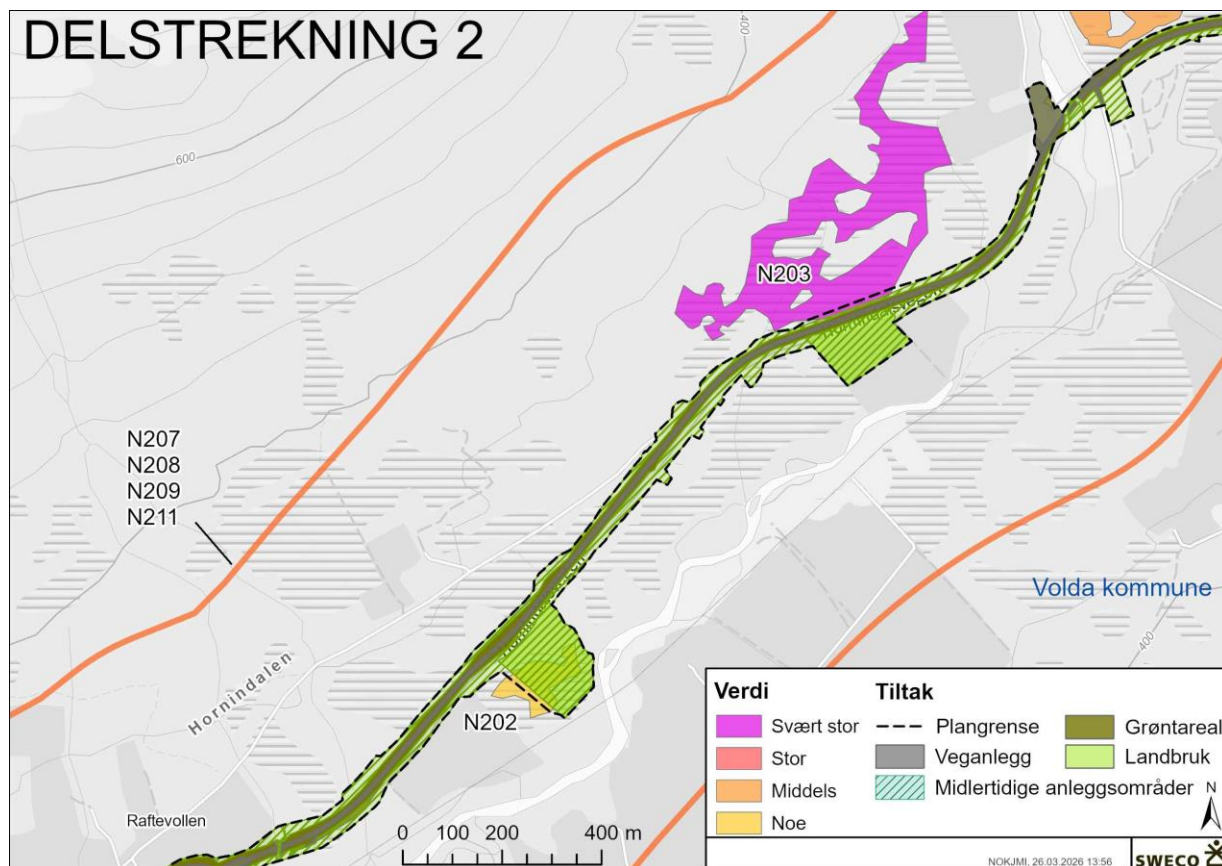 DELSTREKNING 2
400
600
N203
N207
N208
N209
N211
Volda kommune
400
Hornindalen
N202
Raftevollen
0 100 200 400 m
Verdi
Svært stor
Stor
Middels
Noe
Tiltak
Plangrense
Veganlegg
Midlertidige anleggsområder
Grøntareal
Landbruk
N
NOKJMI, 26.03.2026 13:56
SWECO